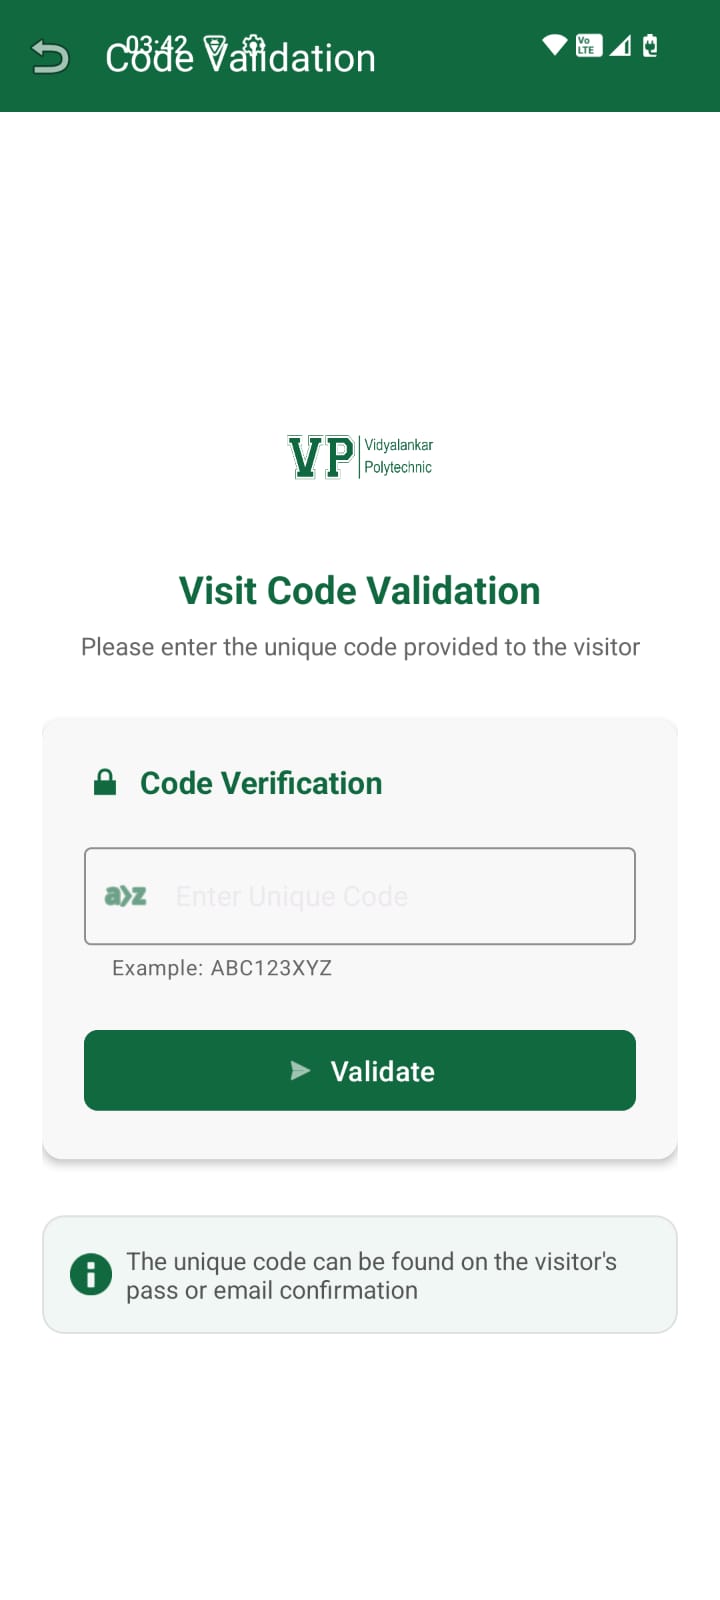 03:42
Vo
LTE
Code Validation
VP
Vidyalankar
Polytechnic
Visit Code Validation
Please enter the unique code provided to the visitor
Code Verification
a›z Enter Unique Code
Example: ABC123XYZ
Validate
The unique code can be found on the visitor's
pass or email confirmation